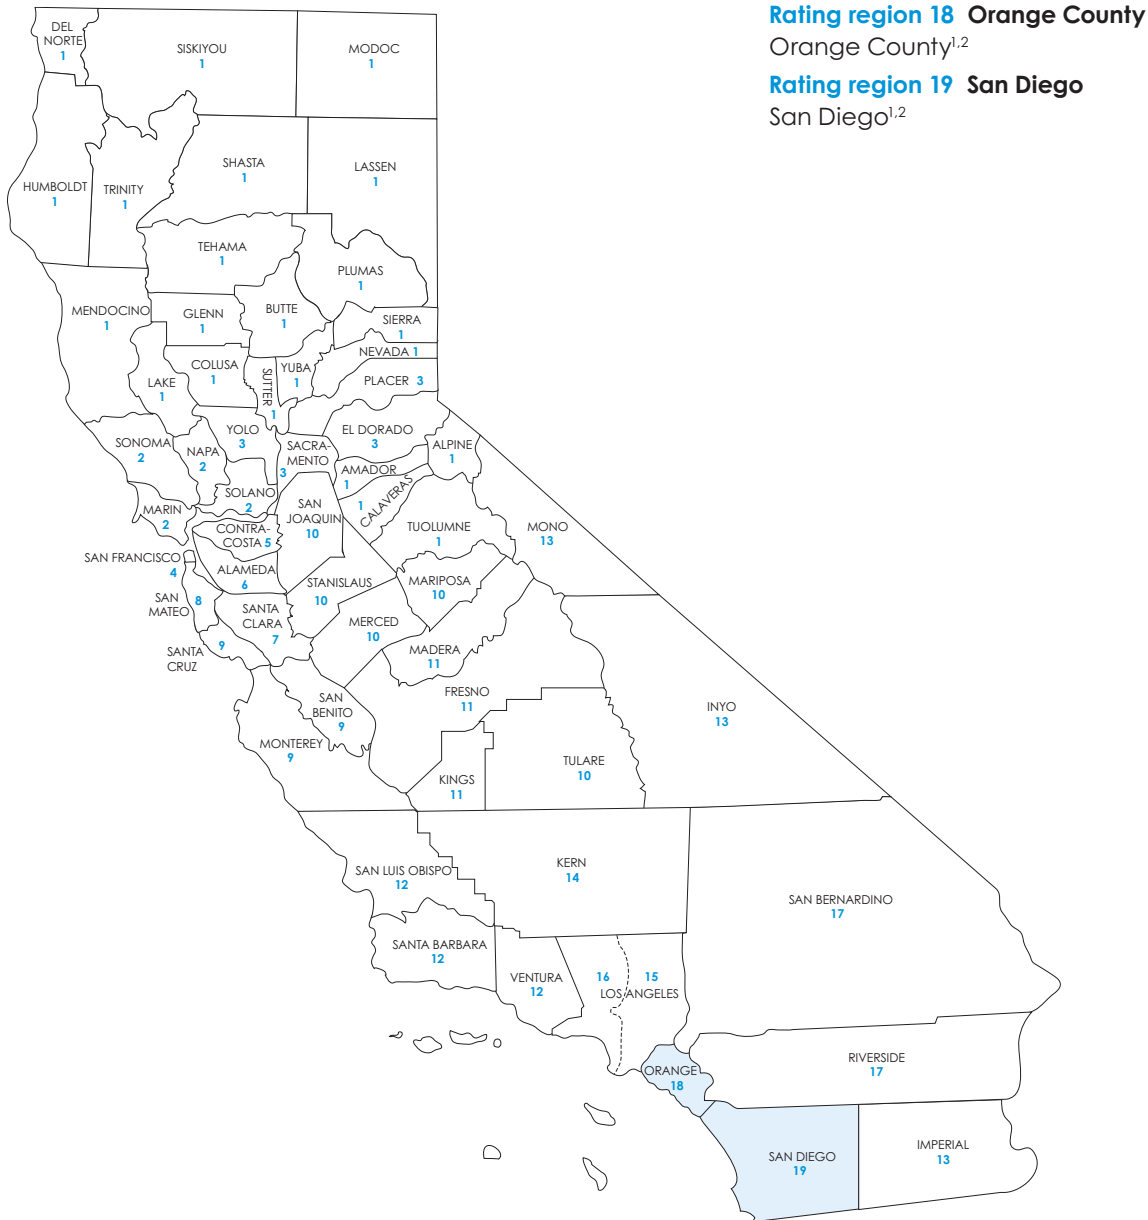 Rating region 18 Orange County
Orange County1,2
Rating region 19 San Diego
San Diego1,2
DEL
NORTE
1
SISKIYOU
1
MODOC
1
HUMBOLDT
1
TRINITY
1
SHASTA
1
LASSEN
1
TEHAMA
1
PLUMAS
1
MENDOCINO
1
GLENN
1
BUTTE
1
SIERRA
1
NEVADA 1
LAKE
1
COLUSA
1
SUTTER
1
YUBA
1
PLACER 3
SONOMA
2
NAPA
2
YOLO
3
SACRA-
MENTO
3
EL DORADO
3
ALPINE
1
AMADOR
1
CALAVERAS
1
MARIN
2
SOLANO
2
SAN
JOAQUIN
10
TUOLUMNE
1
MONO
13
CONTRA-
COSTA 5
SAN FRANCISCO
4
ALAMEDA
6
STANISLAUS
10
MARIPOSA
10
SAN
MATEO
8
SANTA
CLARA
7
MERCED
10
SANTA
CRUZ
9
MADERA
11
FRESNO
11
SAN
BENITO
9
INYO
13
MONTEREY
9
KINGS
11
TULARE
10
SAN LUIS OBISPO
12
KERN
14
SAN BERNARDINO
17
SANTA BARBARA
12
VENTURA
12
16
15
LOS ANGELES
ORANGE
18
RIVERSIDE
17
SAN DIEGO
19
IMPERIAL
13